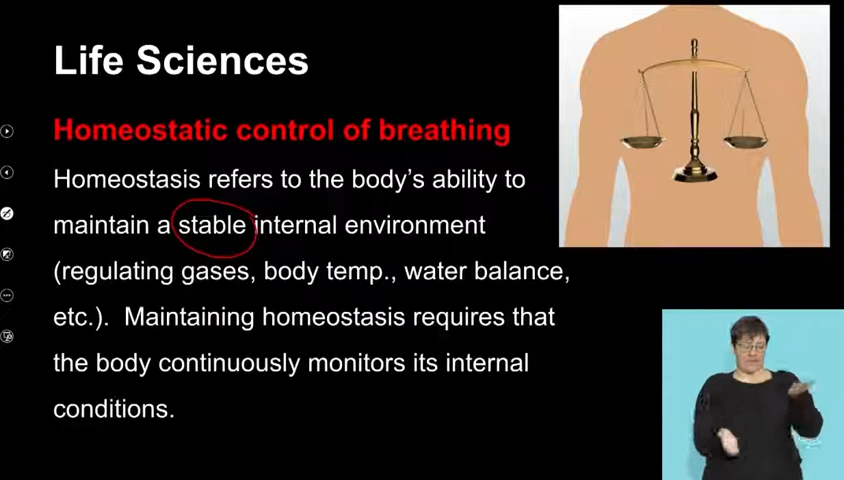 Life Sciences
Homeostatic control of breathing
Homeostasis refers to the body's ability to
maintain a stable internal environment
(regulating gases, body temp., water balance,
etc.).  Maintaining homeostasis requires that
the body continuously monitors its internal
conditions.